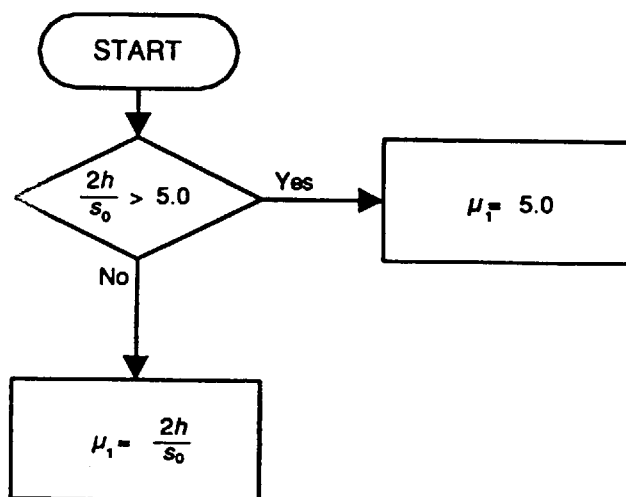 START
2h/s₀ > 5.0
Yes
μ₁= 5.0
No
μ₁= 2h/s₀